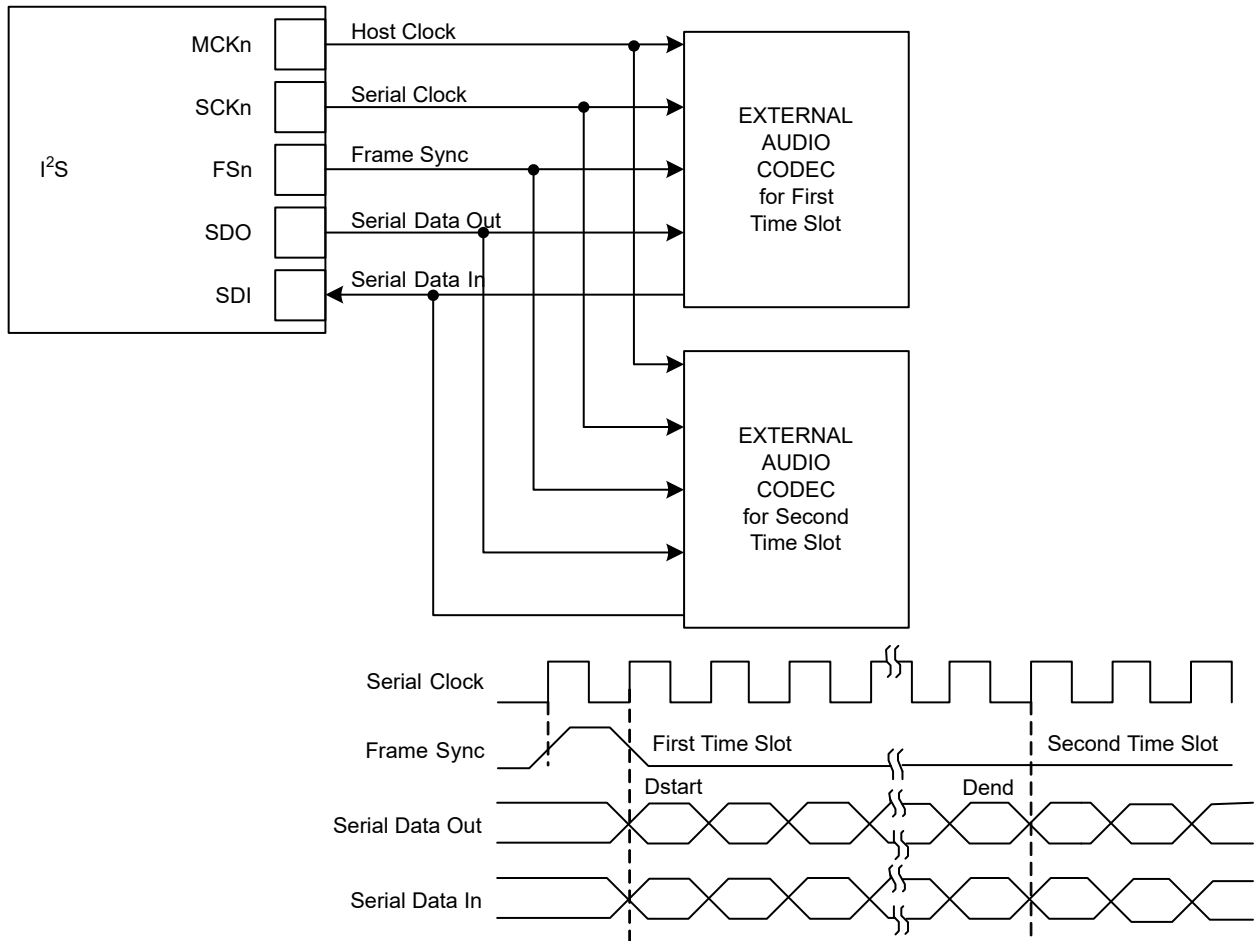 MCKn
Host Clock
SCKn
Serial Clock
I²S
FSn
Frame Sync
SDO
Serial Data Out
SDI
Serial Data In
EXTERNAL
AUDIO
CODEC
for First
Time Slot
EXTERNAL
AUDIO
CODEC
for Second
Time Slot
Serial Clock
Frame Sync
First Time Slot
Second Time Slot
Dstart
Dend
Serial Data Out
Serial Data In